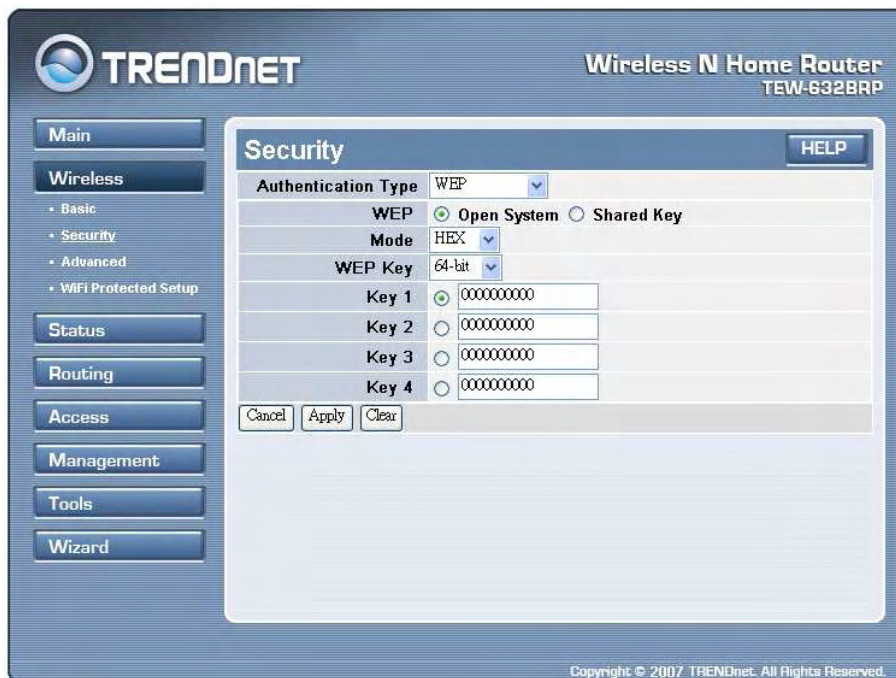 TRENDNET
Wireless N Home Router
TEW-632BRP
Main
Wireless
• Basic
• Security
• Advanced
• WiFi Protected Setup
Status
Routing
Access
Management
Tools
Wizard
Security
HELP
Authentication Type WEP
WEP Open System Shared Key
Mode HEX
WEP Key 64-bit
Key 1 0000000000
Key 2 0000000000
Key 3 0000000000
Key 4 0000000000
Cancel Apply Clear
Copyright © 2007 TRENDnet. All Rights Reserved.